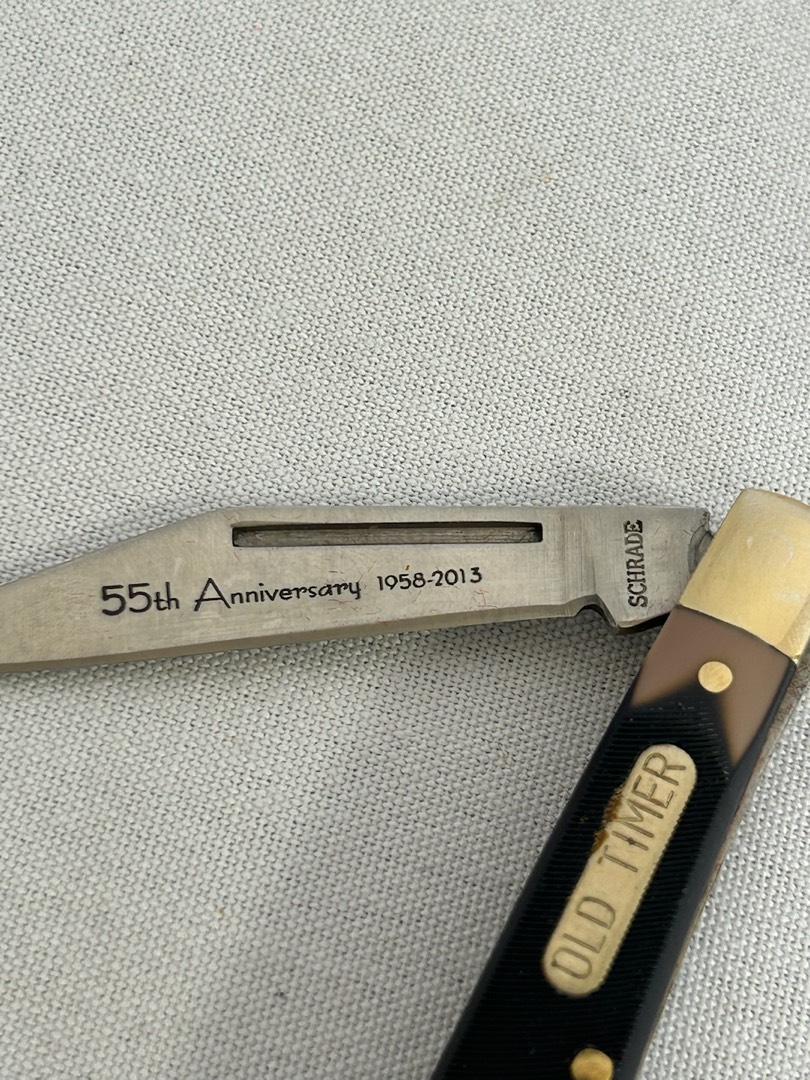 55th Anniversary 1958-2013
SCHRADE
OLD TIMER